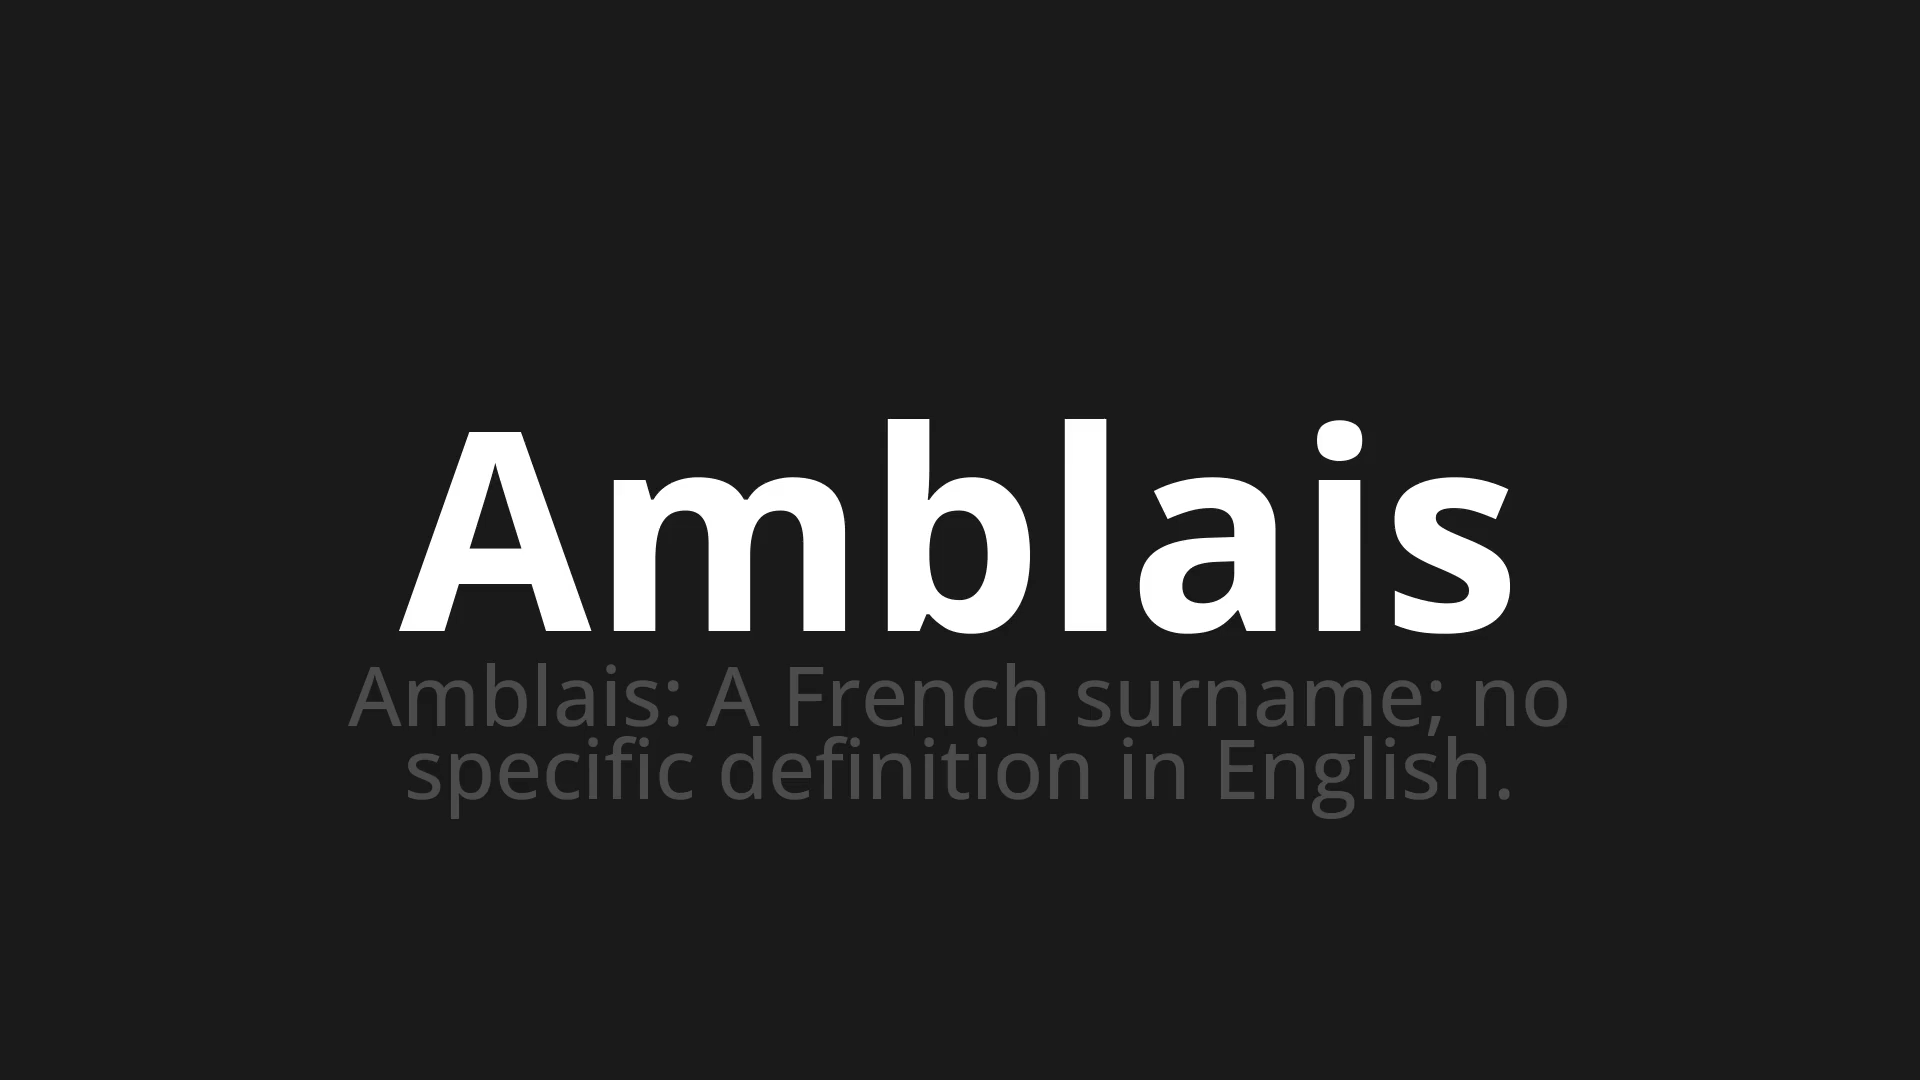 Amblais
Amblais: A French surname; no
specific definition in English.